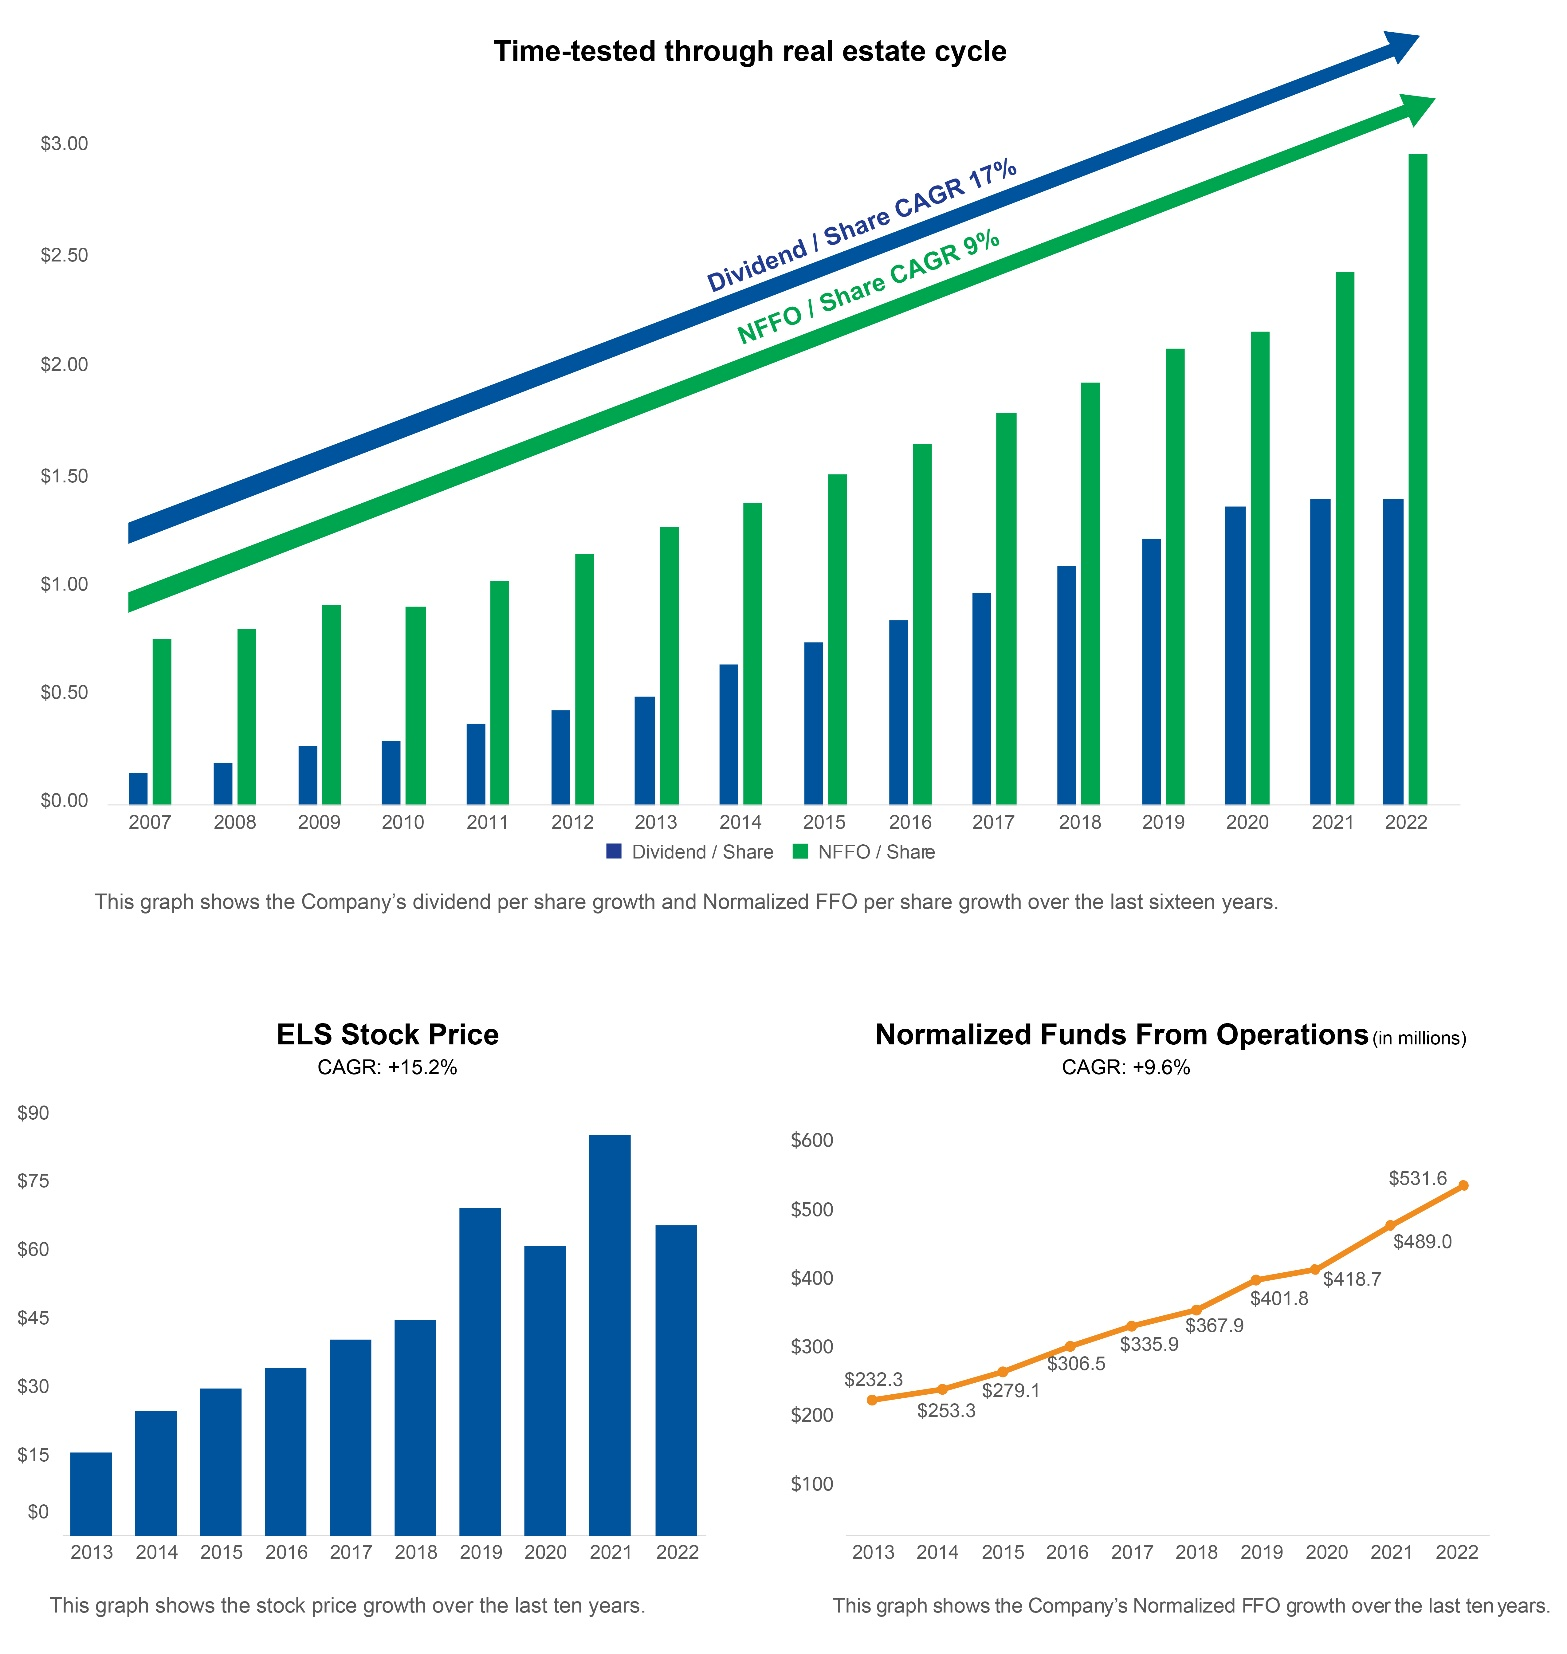 Time-tested through real estate cycle
$3.00
$2.50
$2.00
$1.50
$1.00
$0.50
$0.00
Dividend / Share CAGR 17%
NFFO / Share CAGR 9%
2007 2008 2009 2010 2011 2012 2013 2014 2015 2016 2017 2018 2019 2020 2021 2022
Dividend / Share NFFO / Share
This graph shows the Company’s dividend per share growth and Normalized FFO per share growth over the last sixteen years.
ELS Stock Price
CAGR: +15.2%
$90
$75
$60
$45
$30
$15
$0
2013 2014 2015 2016 2017 2018 2019 2020 2021 2022
This graph shows the stock price growth over the last ten years.
Normalized Funds From Operations (in millions)
CAGR: +9.6%
$600
$500
$400
$300
$200
$100
$232.3
$253.3
$279.1
$306.5
$335.9
$367.9
$401.8
$418.7
$489.0
$531.6
2013 2014 2015 2016 2017 2018 2019 2020 2021 2022
This graph shows the Company’s Normalized FFO growth over the last ten years.